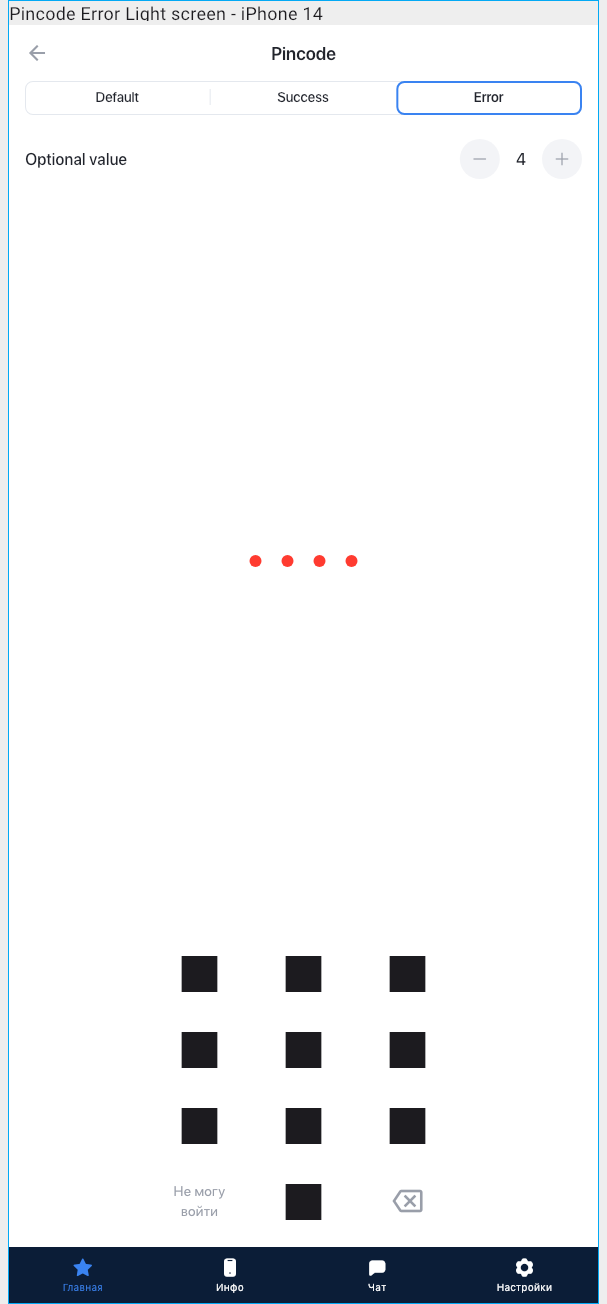 Pincode Error Light screen - iPhone 14
Pincode
Default Success Error
Optional value 4
Не могу
войти
Главная Инфо Чат Настройки